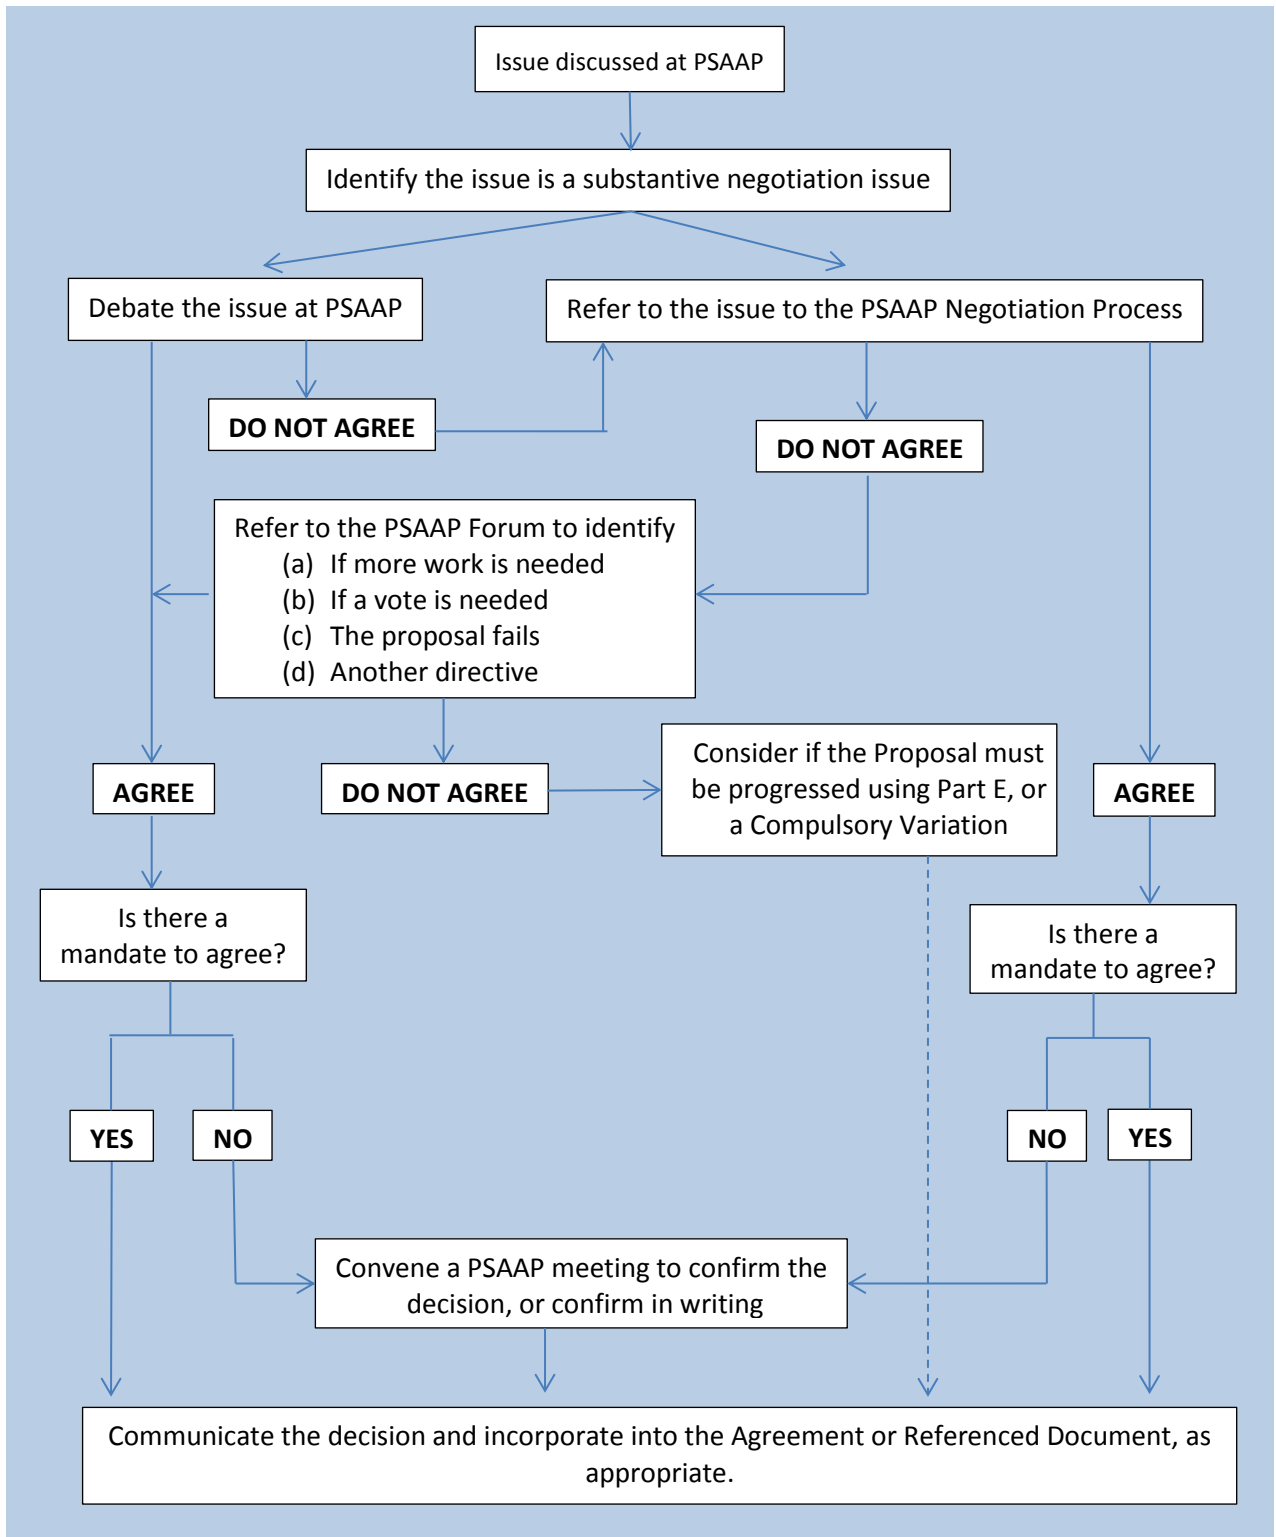 Issue discussed at PSAAP
Identify the issue is a substantive negotiation issue
Debate the issue at PSAAP
Refer to the issue to the PSAAP Negotiation Process
DO NOT AGREE
DO NOT AGREE
Refer to the PSAAP Forum to identify
(a) If more work is needed
(b) If a vote is needed
(c) The proposal fails
(d) Another directive
AGREE
DO NOT AGREE
Consider if the Proposal must
be progressed using Part E, or
a Compulsory Variation
AGREE
Is there a
mandate to agree?
Is there a
mandate to agree?
YES
NO
NO
YES
Convene a PSAAP meeting to confirm the
decision, or confirm in writing
Communicate the decision and incorporate into the Agreement or Referenced Document, as
appropriate.